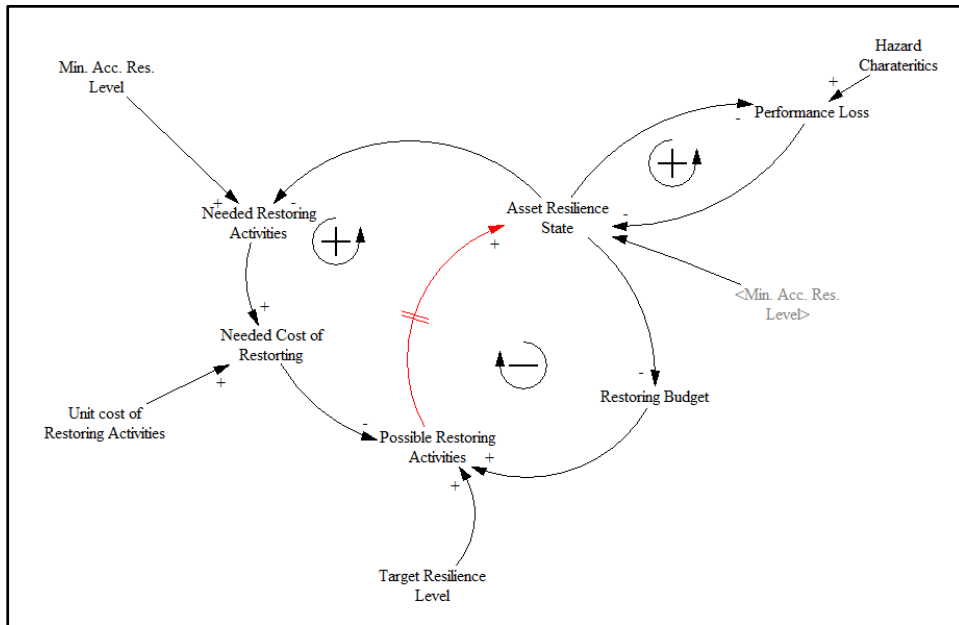 Hazard
Charateritics
Min. Acc. Res.
Level
+
-
Performance Loss
+
+
-
Needed Restoring
Activities
Asset Resilience
State
-
+
+
<Min. Acc. Res.
Level>
+
Needed Cost of
Restorting
+
-
-
Restoring Budget
Unit cost of
Restoring Activities
-
Possible Restoring
Activities
+
+
Target Resilience
Level